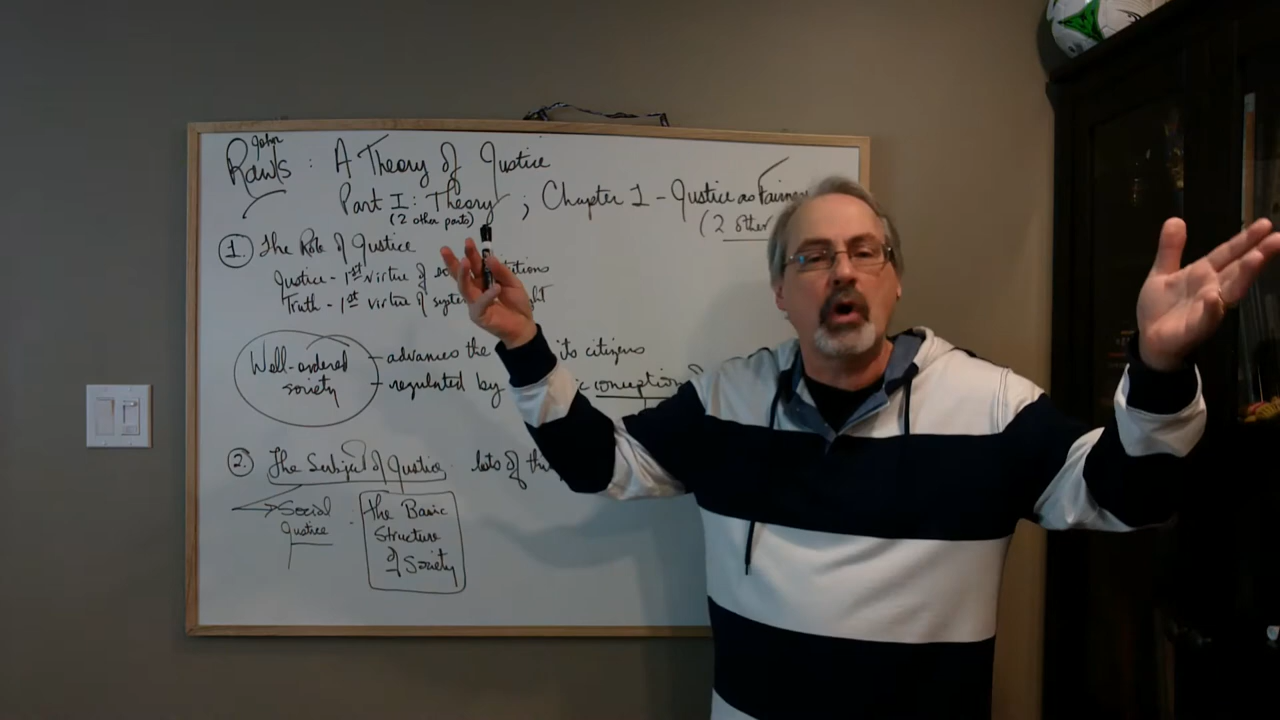 John
Rawls : A Theory of Justice
Part I: Theory ; Chapter 1 - Justice as Fairness
(2 other parts)
(2 other
1. The Role of Justice
Justice - 1st Virtue of
Truth - 1st virtue of
Well-ordered society
- advances the its citizens
- regulated by conception
2. The Subject of Justice. lots of
Social Justice
the Basic Structure of Society